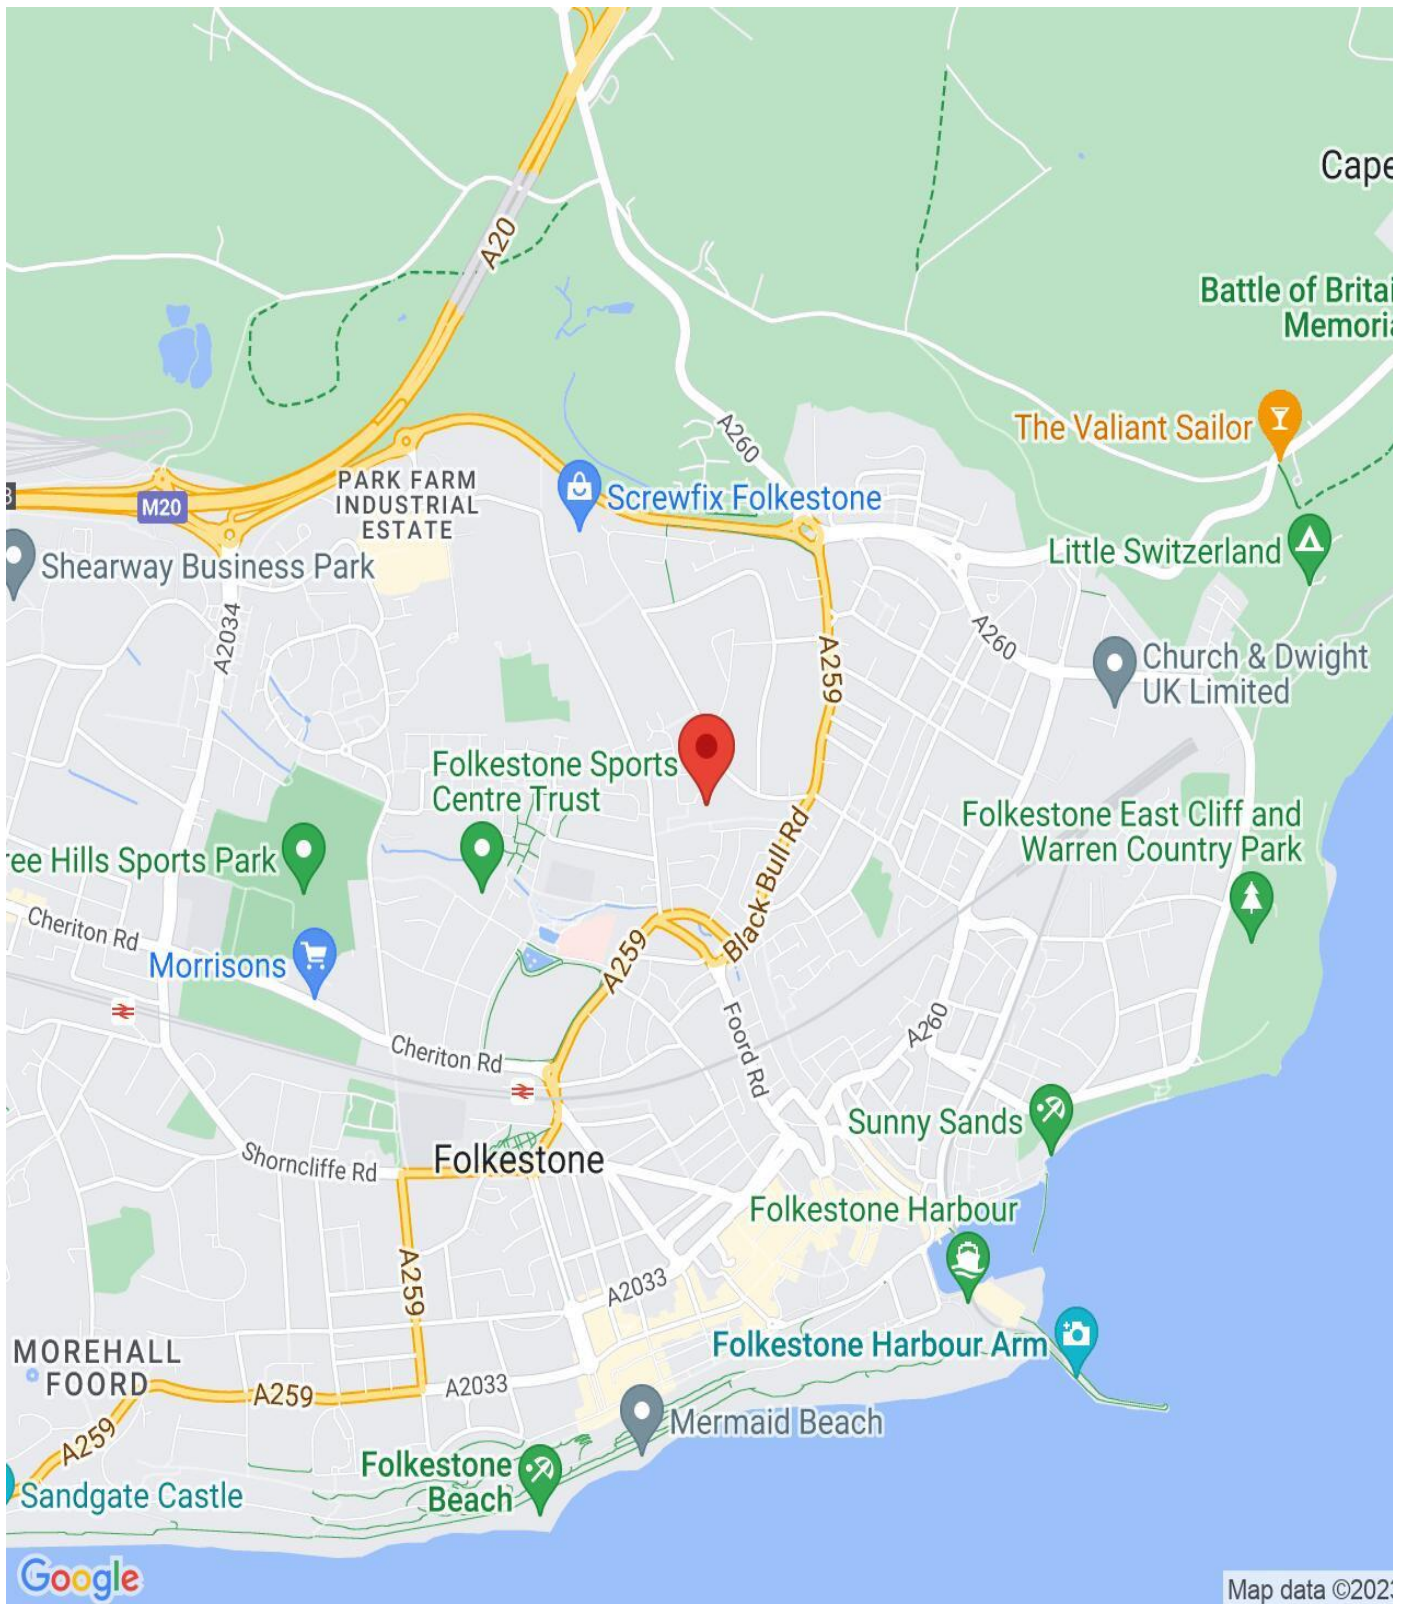 Cape
A20
Battle of Britai
Memoria
The Valiant Sailor
A260
PARK FARM
INDUSTRIAL
ESTATE
Screwfix Folkestone
M20
Little Switzerland
Shearway Business Park
A2034
A260
A259
Church & Dwight
UK Limited
Folkestone Sports
Centre Trust
Folkestone East Cliff and
Warren Country Park
ree Hills Sports Park
Black Bull Rd
Cheriton Rd
Morrisons
A259
Foord Rd
A260
Cheriton Rd
Sunny Sands
Shorncliffe Rd
Folkestone
Folkestone Harbour
A259
A2033
Folkestone Harbour Arm
MOREHALL
FOORD
A259
A2033
Mermaid Beach
A259
Folkestone
Beach
Sandgate Castle
Google
Map data ©2023